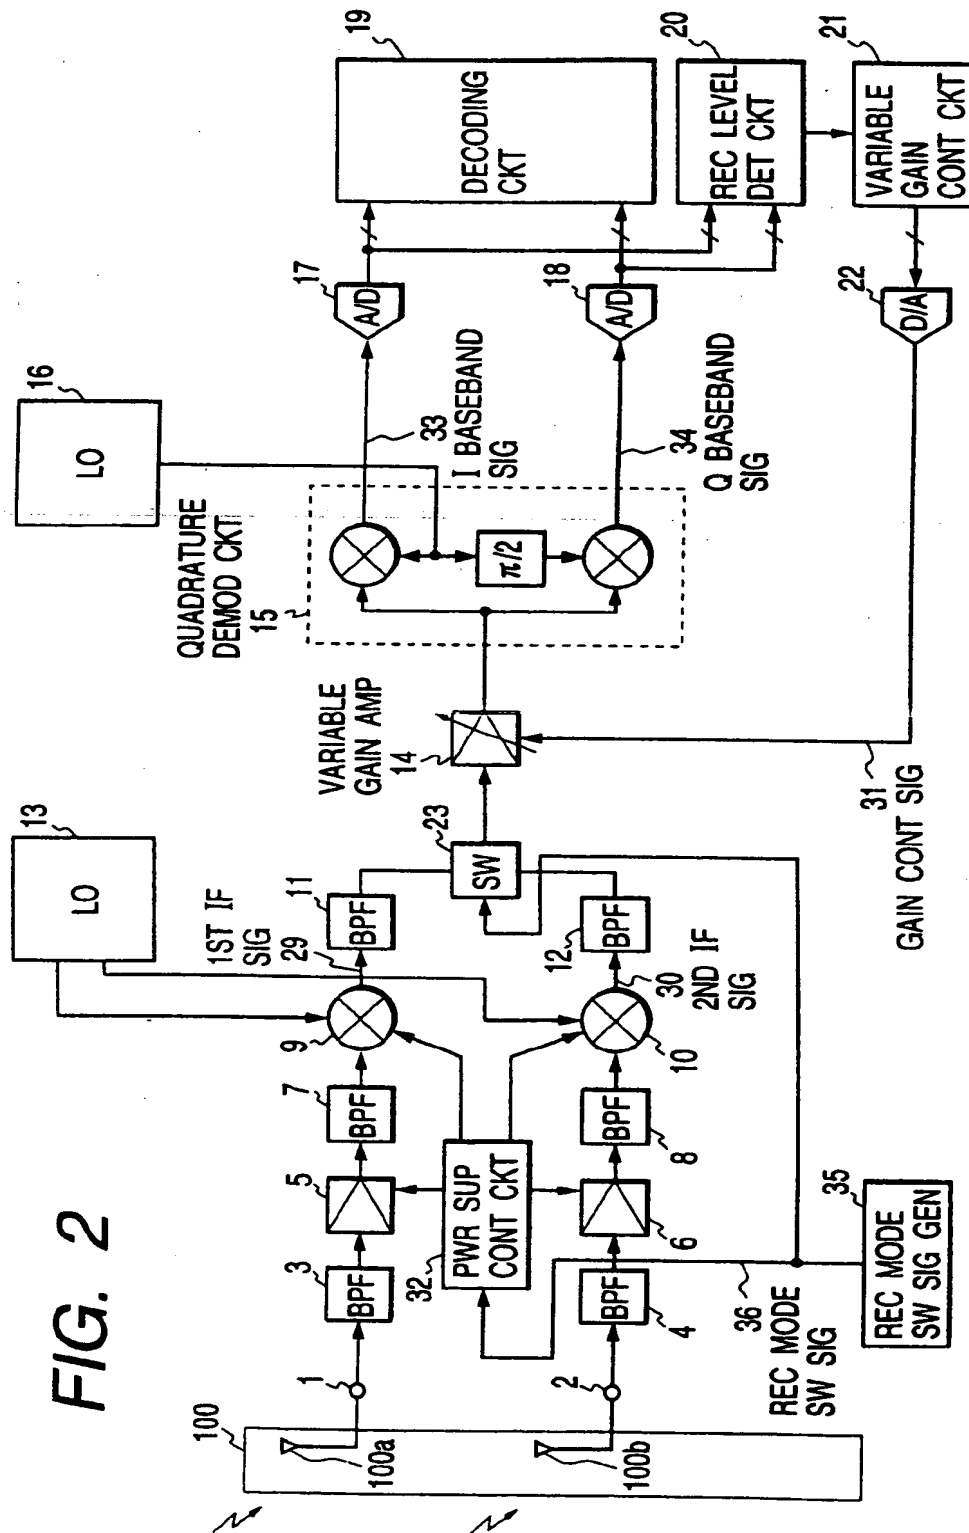 FIG. 2
100
100a
100b
1
2
3
BPF
4
BPF
5
6
7
BPF
8
BPF
PWR SUP
CONT CKT
32
9
10
13
LO
1ST IF
SIG
29
30
2ND IF
SIG
11
BPF
12
BPF
23
SW
REC MODE
SW SIG
36
35
REC MODE
SW SIG GEN
VARIABLE
GAIN AMP
14
QUADRATURE
DEMOD CKT
15
π/2
16
LO
33
I BASEBAND
SIG
34
Q BASEBAND
SIG
17
A/D
18
A/D
19
DECODING
CKT
20
REC LEVEL
DET CKT
21
VARIABLE
GAIN
CONT CKT
22
D/A
31
GAIN CONT SIG